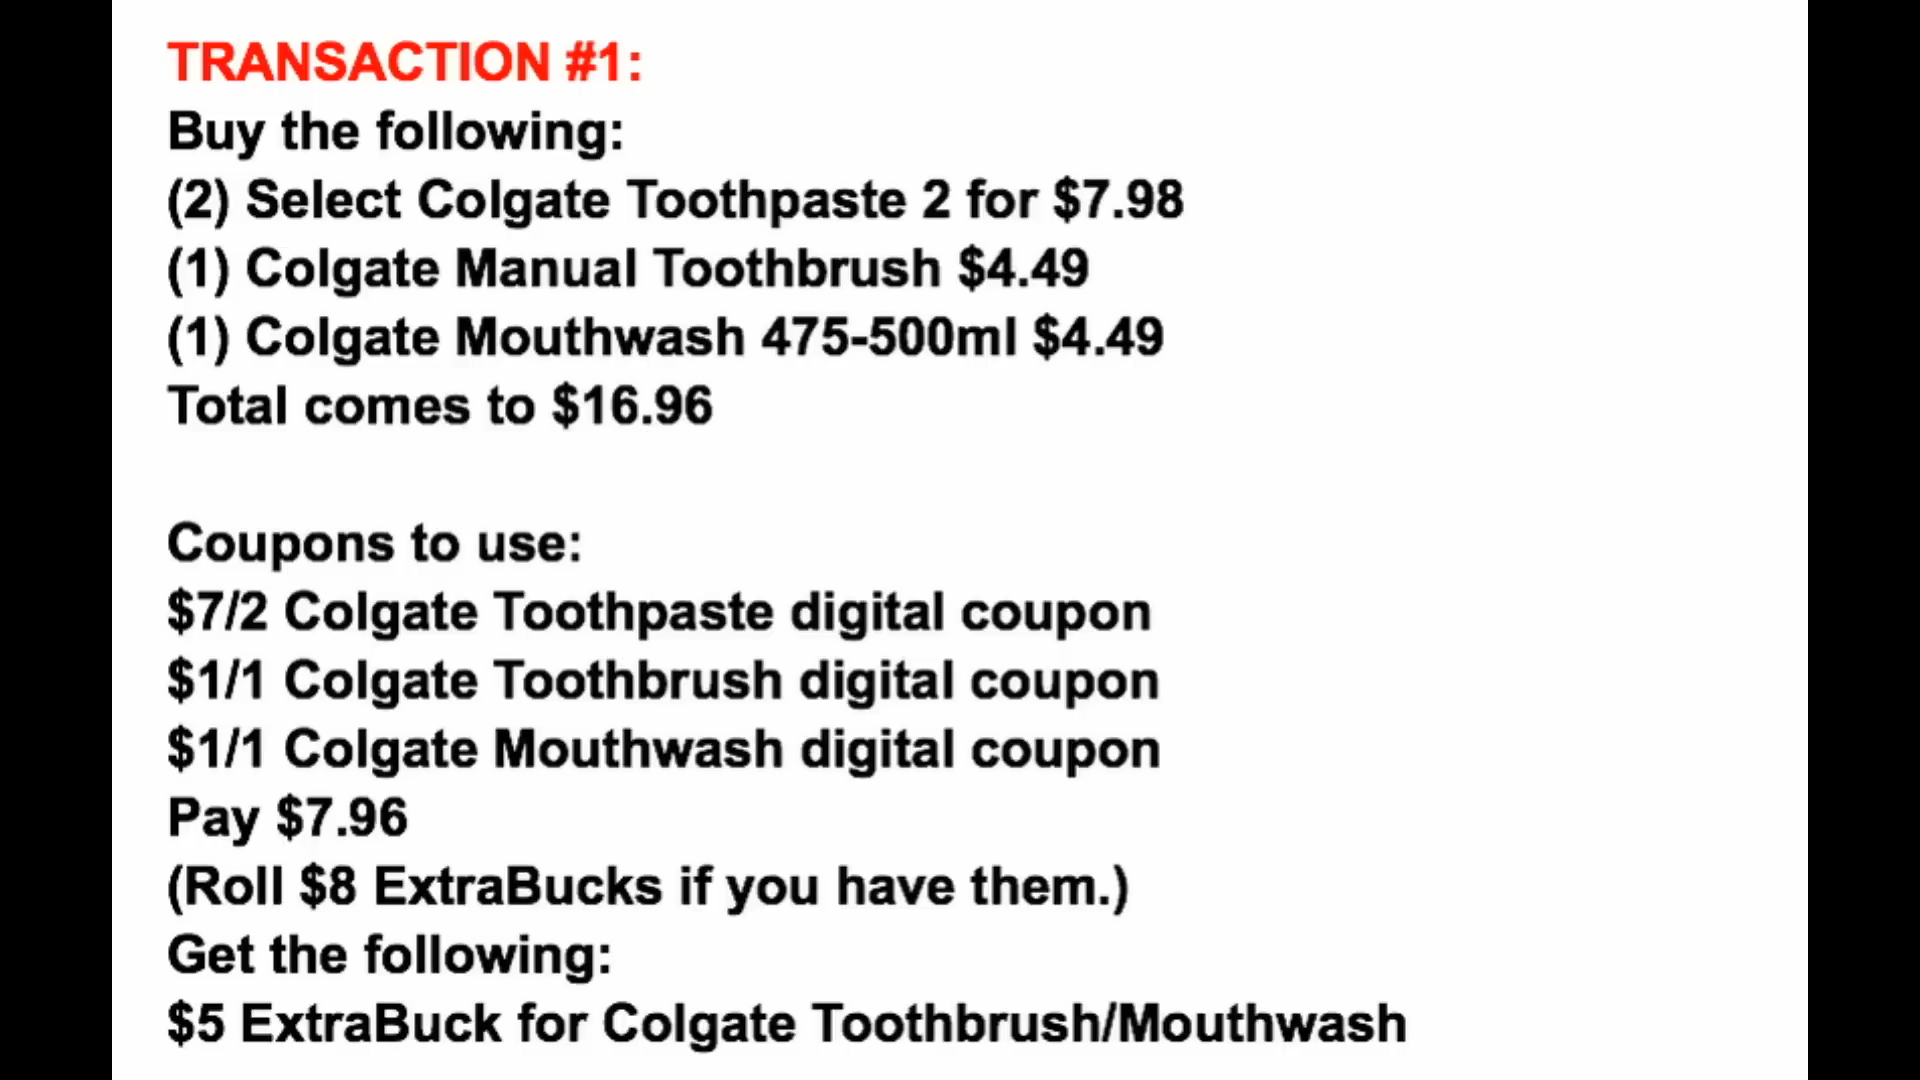 TRANSACTION #1:
Buy the following:
(2) Select Colgate Toothpaste 2 for $7.98
(1) Colgate Manual Toothbrush $4.49
(1) Colgate Mouthwash 475-500ml $4.49
Total comes to $16.96
Coupons to use:
$7/2 Colgate Toothpaste digital coupon
$1/1 Colgate Toothbrush digital coupon
$1/1 Colgate Mouthwash digital coupon
Pay $7.96
(Roll $8 ExtraBucks if you have them.)
Get the following:
$5 ExtraBuck for Colgate Toothbrush/Mouthwash